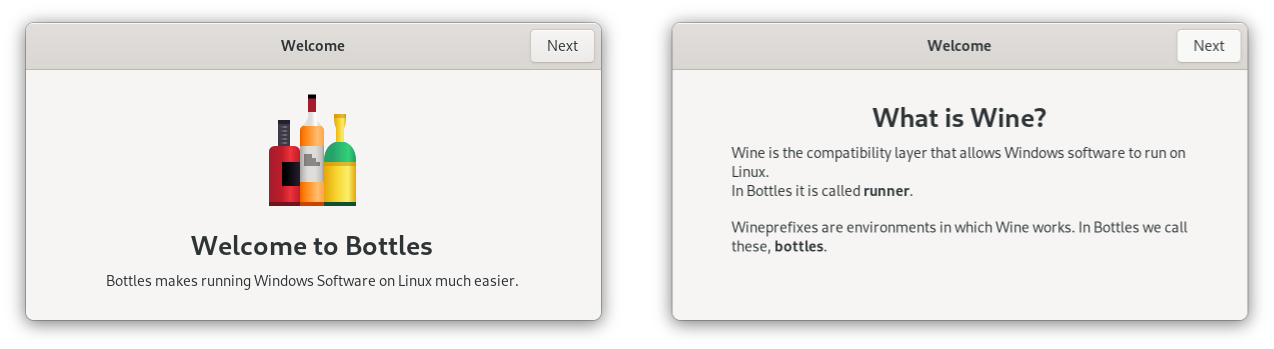 Welcome
Next
Welcome to Bottles
Bottles makes running Windows Software on Linux much easier.
Welcome
Next
What is Wine?
Wine is the compatibility layer that allows Windows software to run on
Linux.
In Bottles it is called runner.
Wineprefixes are environments in which Wine works. In Bottles we call
these, bottles.